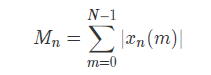 $M_n = \sum_{m=0}^{N-1} |x_n(m)|$